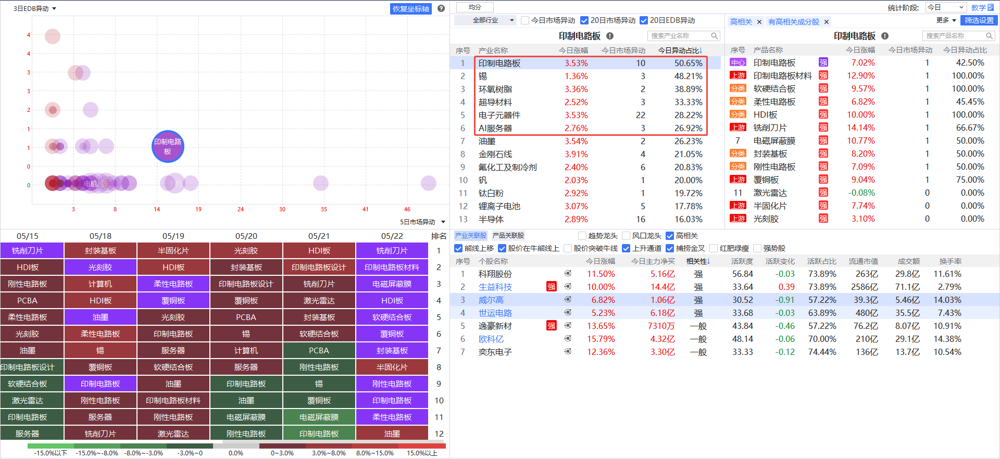 3日EDB异动
恢复坐标轴
4
4
3
3
2
1
1
0
0
印制电路板
电机
手机
3 8 14 19 24 30 35 41 46
5日市场异动
均分
统计阶段: 今日 教学
全部行业 今日市场异动 20日市场异动 20日EDB异动
印制电路板
搜索产业名称
序号 产业名称 今日涨幅 今日市场异动 今日异动占比↓
1 印制电路板 3.53% 10 50.65%
2 锡 1.36% 3 48.21%
3 环氧树脂 3.36% 2 38.89%
4 超导材料 2.52% 3 33.33%
5 电子元器件 3.53% 22 28.22%
6 AI服务器 2.76% 3 26.92%
7 油墨 3.54% 2 26.23%
8 金刚石线 3.91% 4 21.05%
9 氟化工及制冷剂 2.40% 6 20.83%
10 钒 2.03% 1 20.00%
11 钛白粉 2.92% 1 19.72%
12 锂离子电池 3.07% 5 17.78%
13 半导体 2.89% 16 16.03%
高相关 × 有高相关成分股 × 更多 筛选设置
印制电路板
搜索产品名称
序号 产品名称 今日涨幅 今日市场异动 今日异动占比
中心 印制电路板 强 7.02% 1 42.50%
上游 印制电路板材料 强 12.90% 1 100.00%
分类 软硬结合板 强 9.57% 1 100.00%
分类 柔性电路板 强 6.82% 1 45.45%
分类 HDI板 强 10.00% 1 100.00%
上游 铣削刀片 强 14.14% 1 66.67%
7 电磁屏蔽膜 强 10.77% 1 50.00%
分类 封装基板 强 8.20% 1 50.00%
分类 刚性电路板 强 7.09% 1 50.00%
上游 覆铜板 强 9.04% 1 75.00%
11 激光雷达 强 -0.08% 0 0.00%
上游 半固化片 强 7.74% 0 0.00%
上游 光刻胶 强 3.10% 0 0.00%
05/15 05/18 05/19 05/20 05/21 05/22 排名
铣削刀片 封装基板 半固化片 光刻胶 HDI板 铣削刀片 1
HDI板 光刻胶 HDI板 封装基板 印制电路板设计 印制电路板材料 2
刚性电路板 计算机 柔性电路板 印制电路板设计 铣削刀片 电磁屏蔽膜 3
PCBA HDI板 覆铜板 覆铜板 激光雷达 HDI板 4
柔性电路板 油墨 光刻胶 PCBA 封装基板 软硬结合板 5
光刻胶 柔性电路板 印制电路板 锡 软硬结合板 覆铜板 6
油墨 锡 服务器 计算机 PCBA 封装基板 7
印制电路板设计 覆铜板 软硬结合板 服务器 刚性电路板 半固化片 8
软硬结合板 印制电路板 油墨 印制电路板 锡 刚性电路板 9
激光雷达 刚性电路板 印制电路板材料 油墨 覆铜板 印制电路板 10
印制电路板 服务器 刚性电路板 电磁屏蔽膜 电磁屏蔽膜 柔性电路板 11
服务器 铣削刀片 激光雷达 刚性电路板 印制电路板 油墨 12
-15.0%以下 -15.0%~-8.0% -8.0%~-3.0% -3.0%~0 0.0% 0~3.0% 3.0%~8.0% 8.0%~15.0% 15.0%以上
产业关联股 产品关联股 趋势龙头 风口龙头 高相关
能线上移 股价在牛能线上 股价突破牛线 上升通道 捕捞金叉 红肥绿瘦 强势股
序号 个股名称 今日涨幅 今日主力净买 相关性↓ 活跃度 活跃变化 活跃占比 流通市值 成交额 换手率
1 科翔股份 11.50% 5.16亿 强 56.84 -0.03 73.89% 263亿 29.8亿 11.61%
2 生益科技 强 10.00% 14.4亿 强 33.64 0.39 73.89% 2586亿 71.1亿 2.79%
3 威尔高 6.82% 1.06亿 强 30.52 -0.91 57.22% 39.3亿 5.46亿 14.03%
4 世运电路 5.23% 6.18亿 强 33.68 -0.03 63.89% 480亿 35.5亿 7.43%
5 逸豪新材 强 13.65% 7310万 一般 43.84 -0.46 57.22% 76.2亿 8.07亿 10.91%
6 欧科亿 15.79% 4.32亿 一般 48.14 -0.06 70.00% 210亿 29.1亿 14.38%
7 奕东电子 12.36% 3.30亿 一般 33.33 -0.12 74.44% 136亿 13.7亿 10.54%